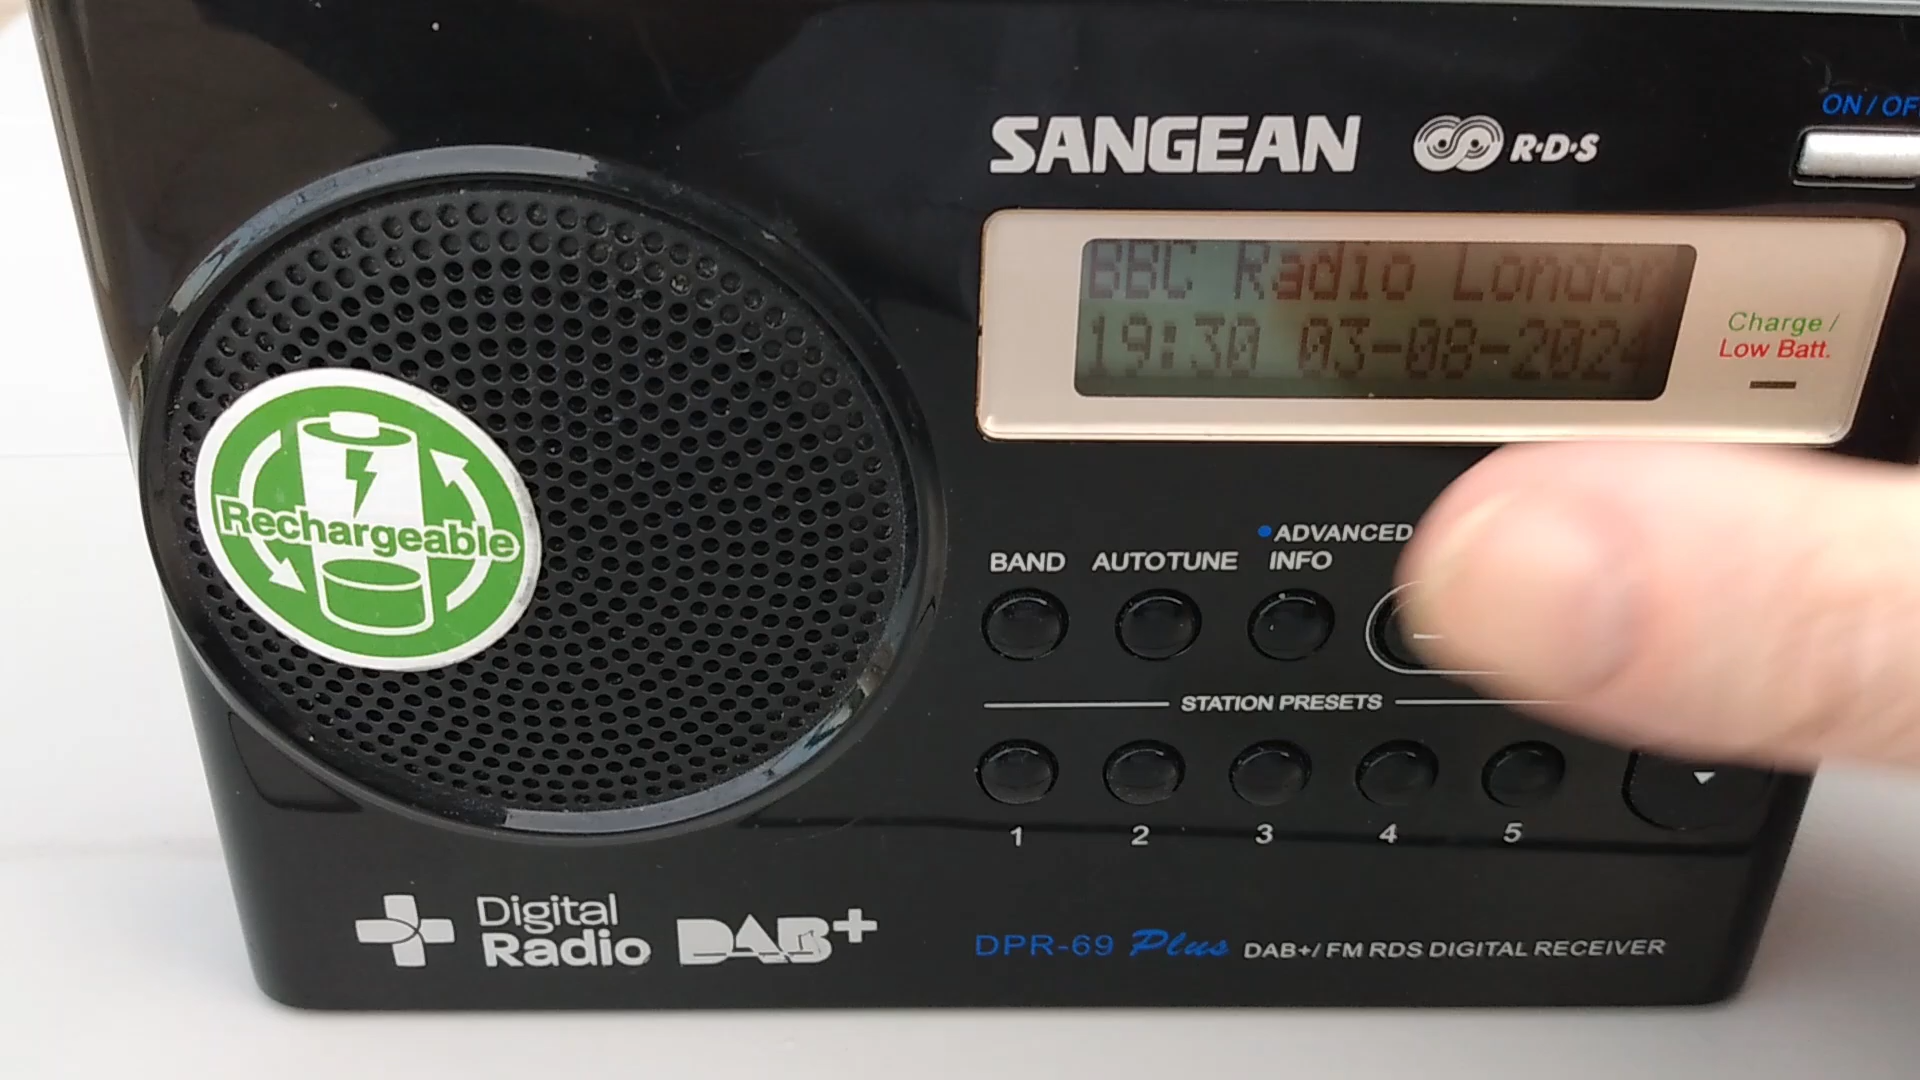 SANGEAN R·D·S
ON / OF
BBC Radio London
19:30 03-08-2024
Charge /
Low Batt.
Rechargeable
ADVANCED
BAND AUTOTUNE INFO
STATION PRESETS
1 2 3 4 5
Digital
Radio DAB+
DPR-69 Plus DAB+/ FM RDS DIGITAL RECEIVER